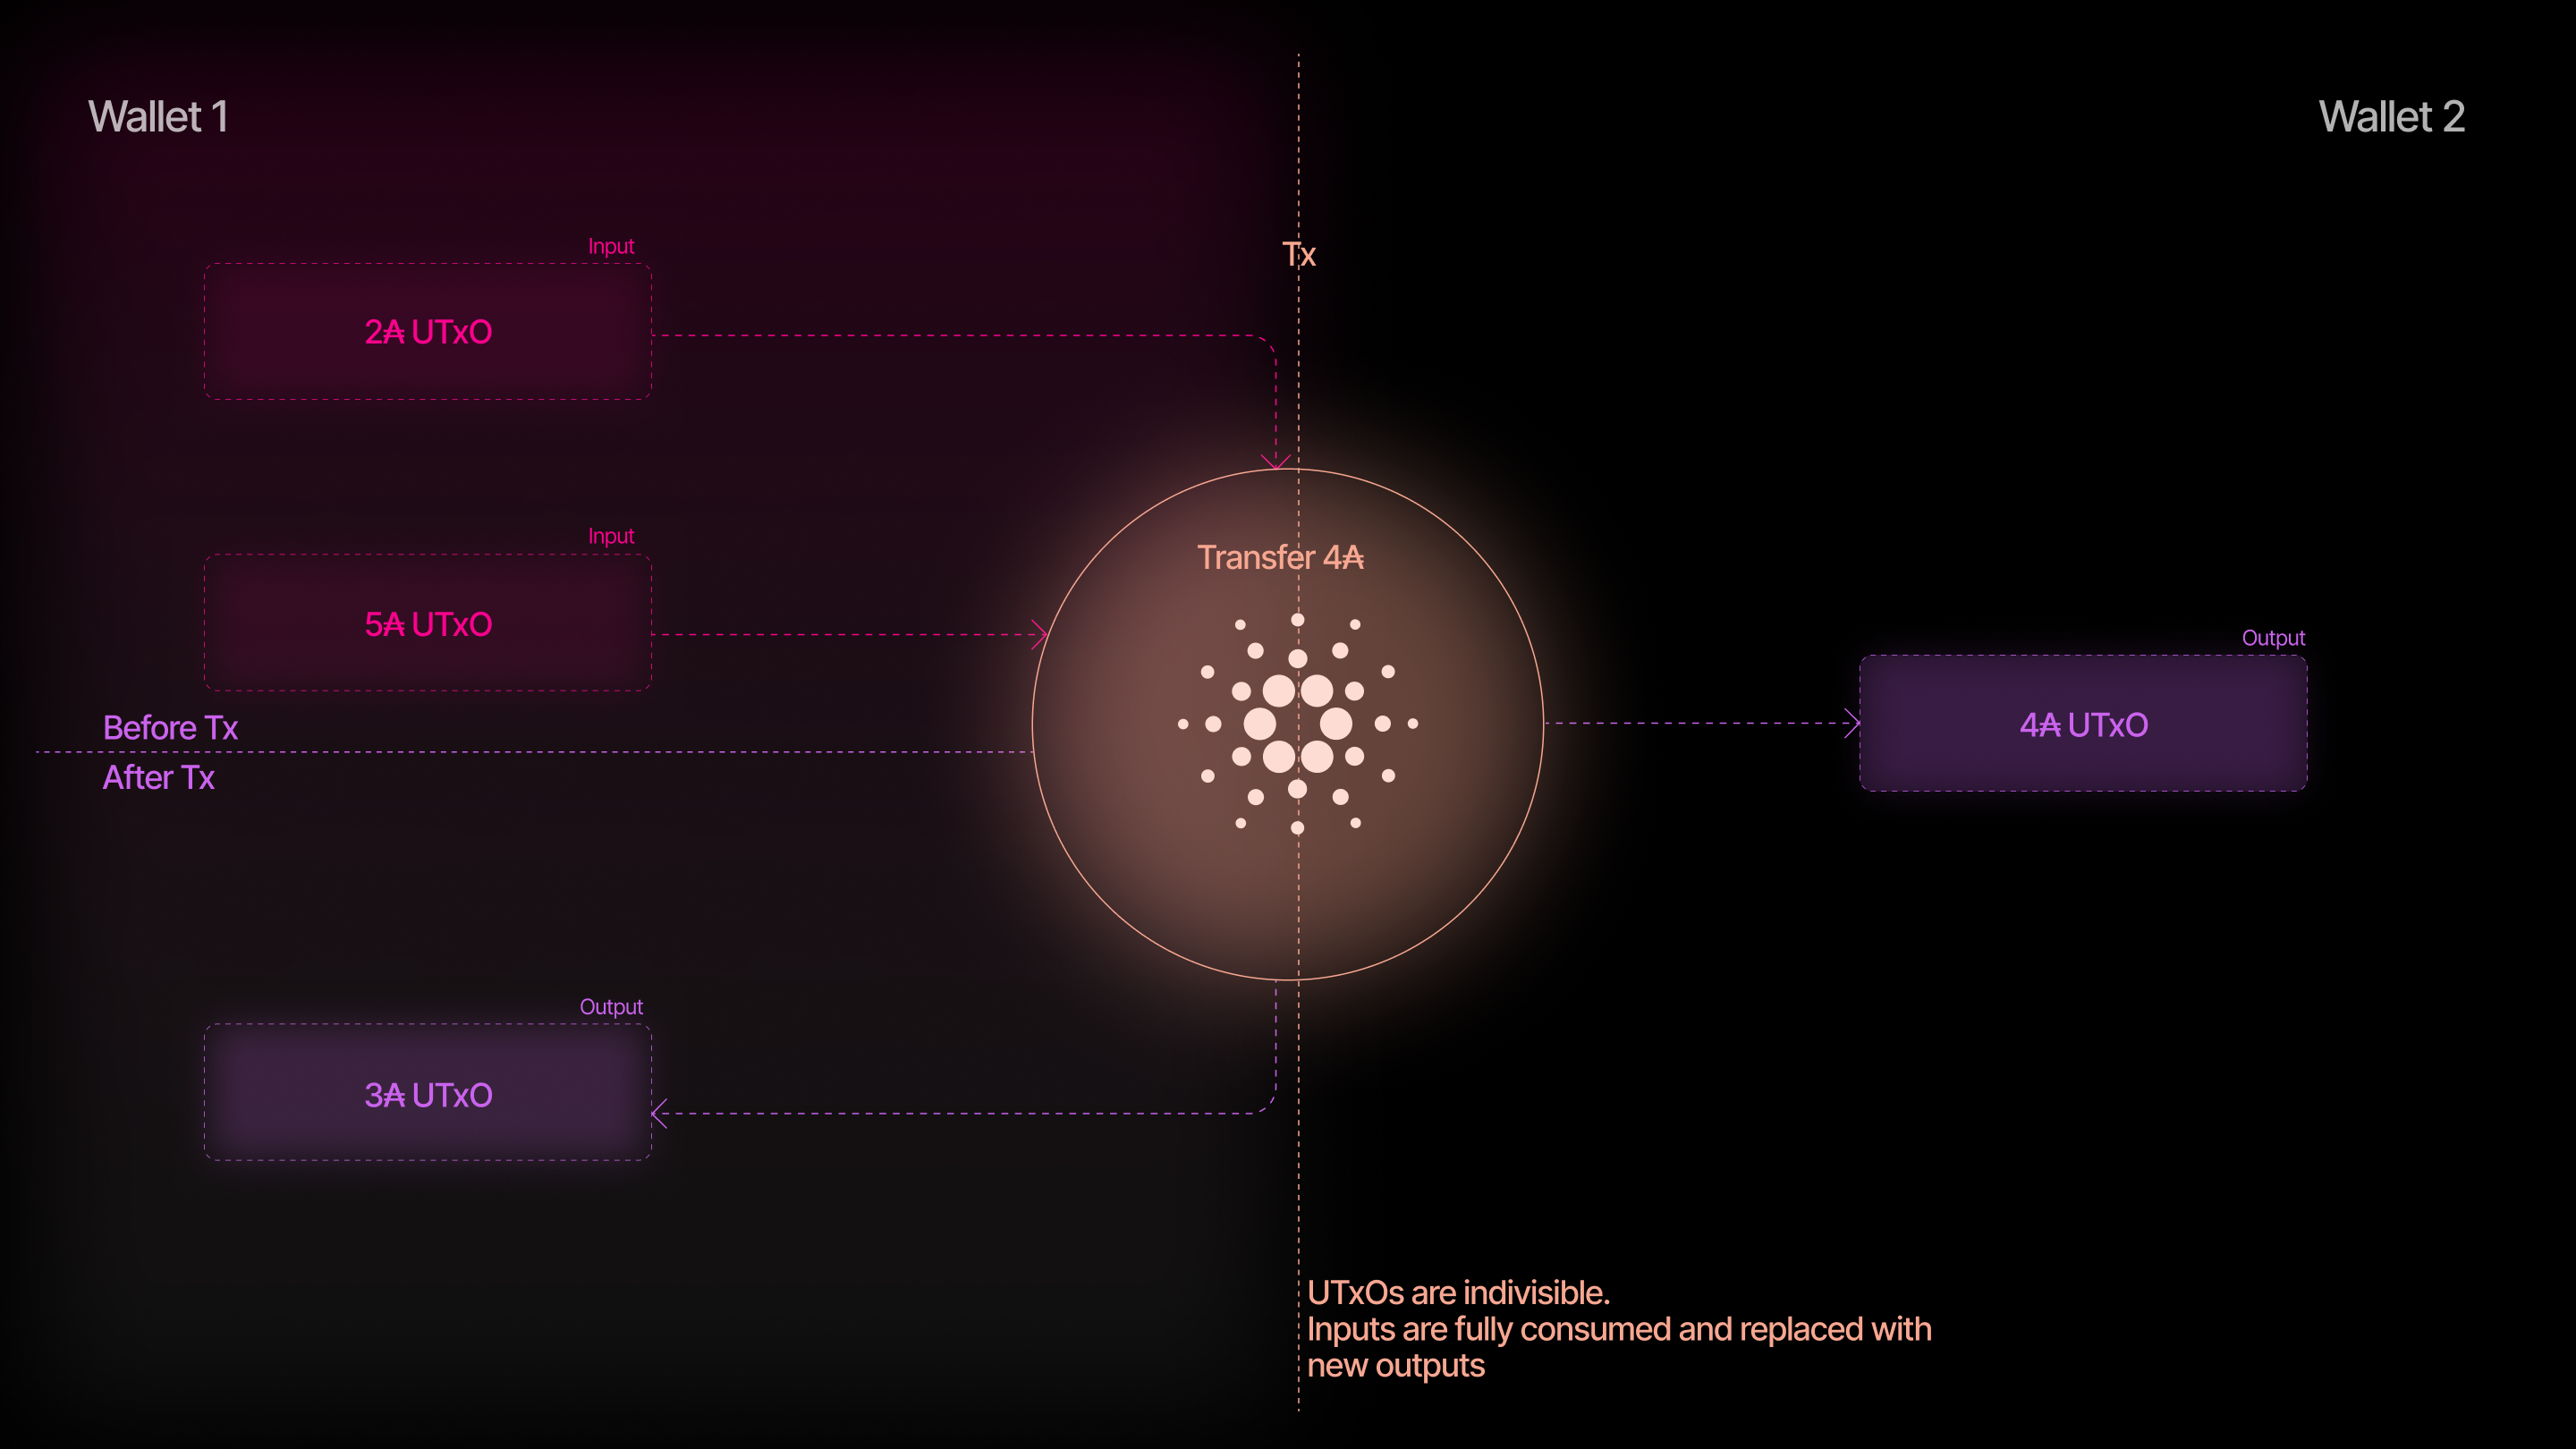 Wallet 1
Wallet 2
Input
Tx
2₳ UTxO
Input
Transfer 4₳
5₳ UTxO
Output
Before Tx
4₳ UTxO
After Tx
Output
3₳ UTxO
UTxOs are indivisible.
Inputs are fully consumed and replaced with
new outputs